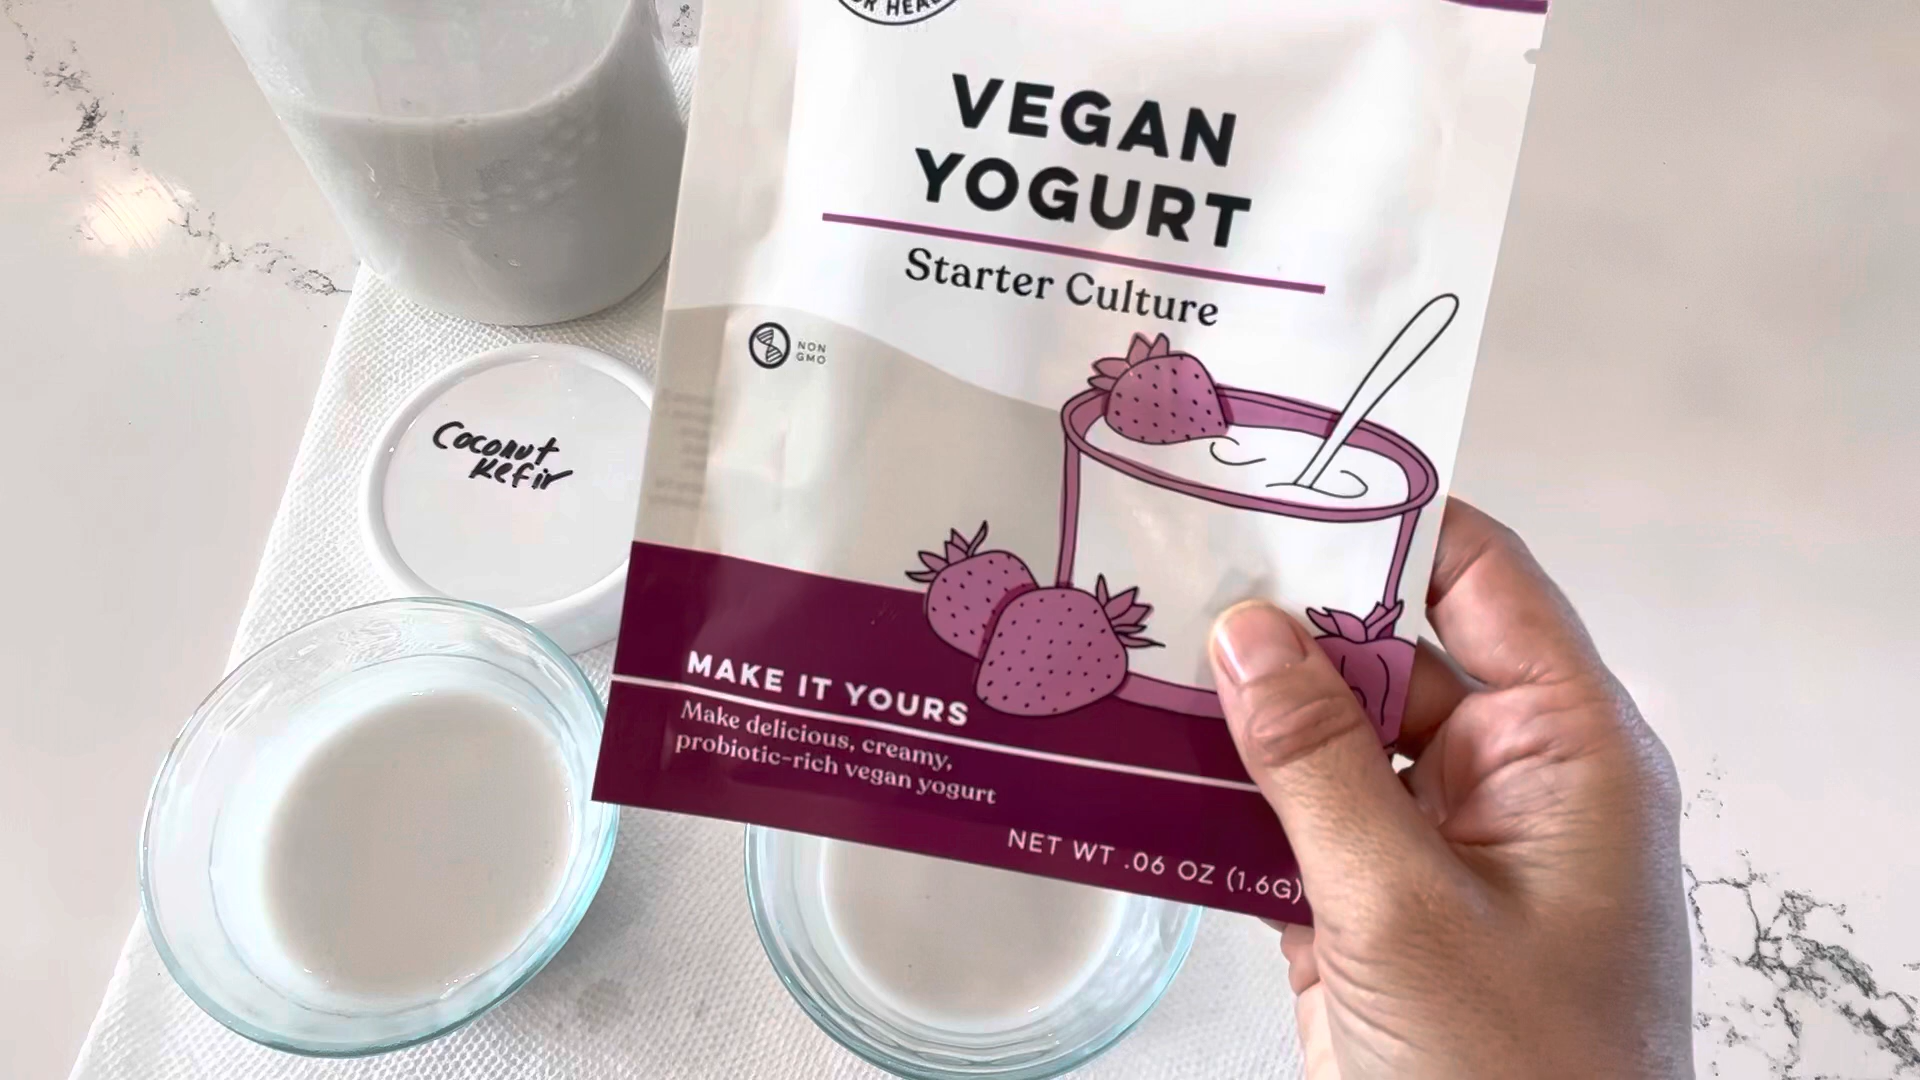 VEGAN
YOGURT
Starter Culture
NON
GMO
Coconut
Kefir
MAKE IT YOURS
Make delicious, creamy,
probiotic-rich vegan yogurt
NET WT .06 OZ (1.6G)